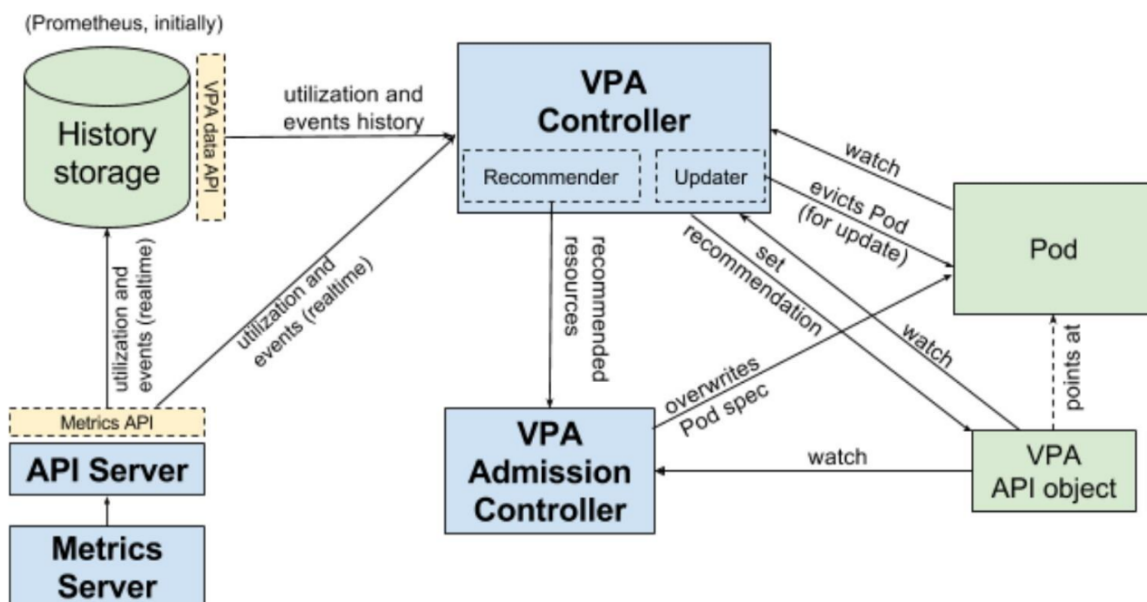 (Prometheus, initially)
History
storage
VPA data API
utilization and
events history
VPA
Controller
Recommender
Updater
watch
evicts Pod
(for update)
Pod
utilization and
events (realtime)
utilization and
events (realtime)
recommended
resources
set
recommendation
watch
overwrites
Pod spec
points at
Metrics API
API Server
Metrics
Server
VPA
Admission
Controller
watch
VPA
API object